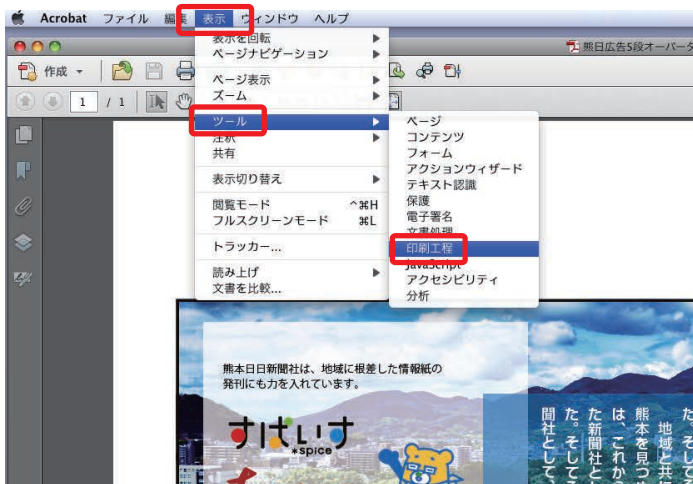 Acrobat ファイル 編集 表示 ウィンドウ ヘルプ
熊日広告5段オーバー
作成
1 / 1
表示を回転
ページナビゲーション
ページ表示
ズーム
ツール
注釈
共有
表示切り替え
閲覧モード ^⌘H
フルスクリーンモード ⌘L
トラッカー...
読み上げ
文書を比較...
ページ
コンテンツ
フォーム
アクションウィザード
テキスト認識
保護
電子署名
文書処理
印刷工程
JavaScript
アクセシビリティ
分析
熊本日日新聞社は、地域に根差した情報紙の
発刊にも力を入れています。
すぱいす
*spice
た。そして
地域と共に
熊本を見つめ
は、これから
た新聞社と
た。そして
聞社として、